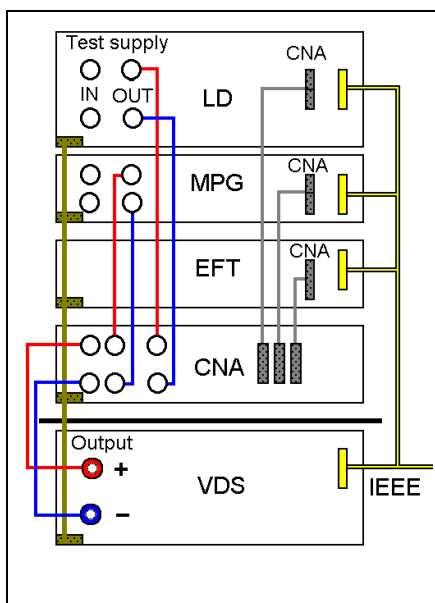 Test supply
CNA
IN
OUT
LD
CNA
MPG
CNA
EFT
CNA
Output
+
VDS
IEEE
−